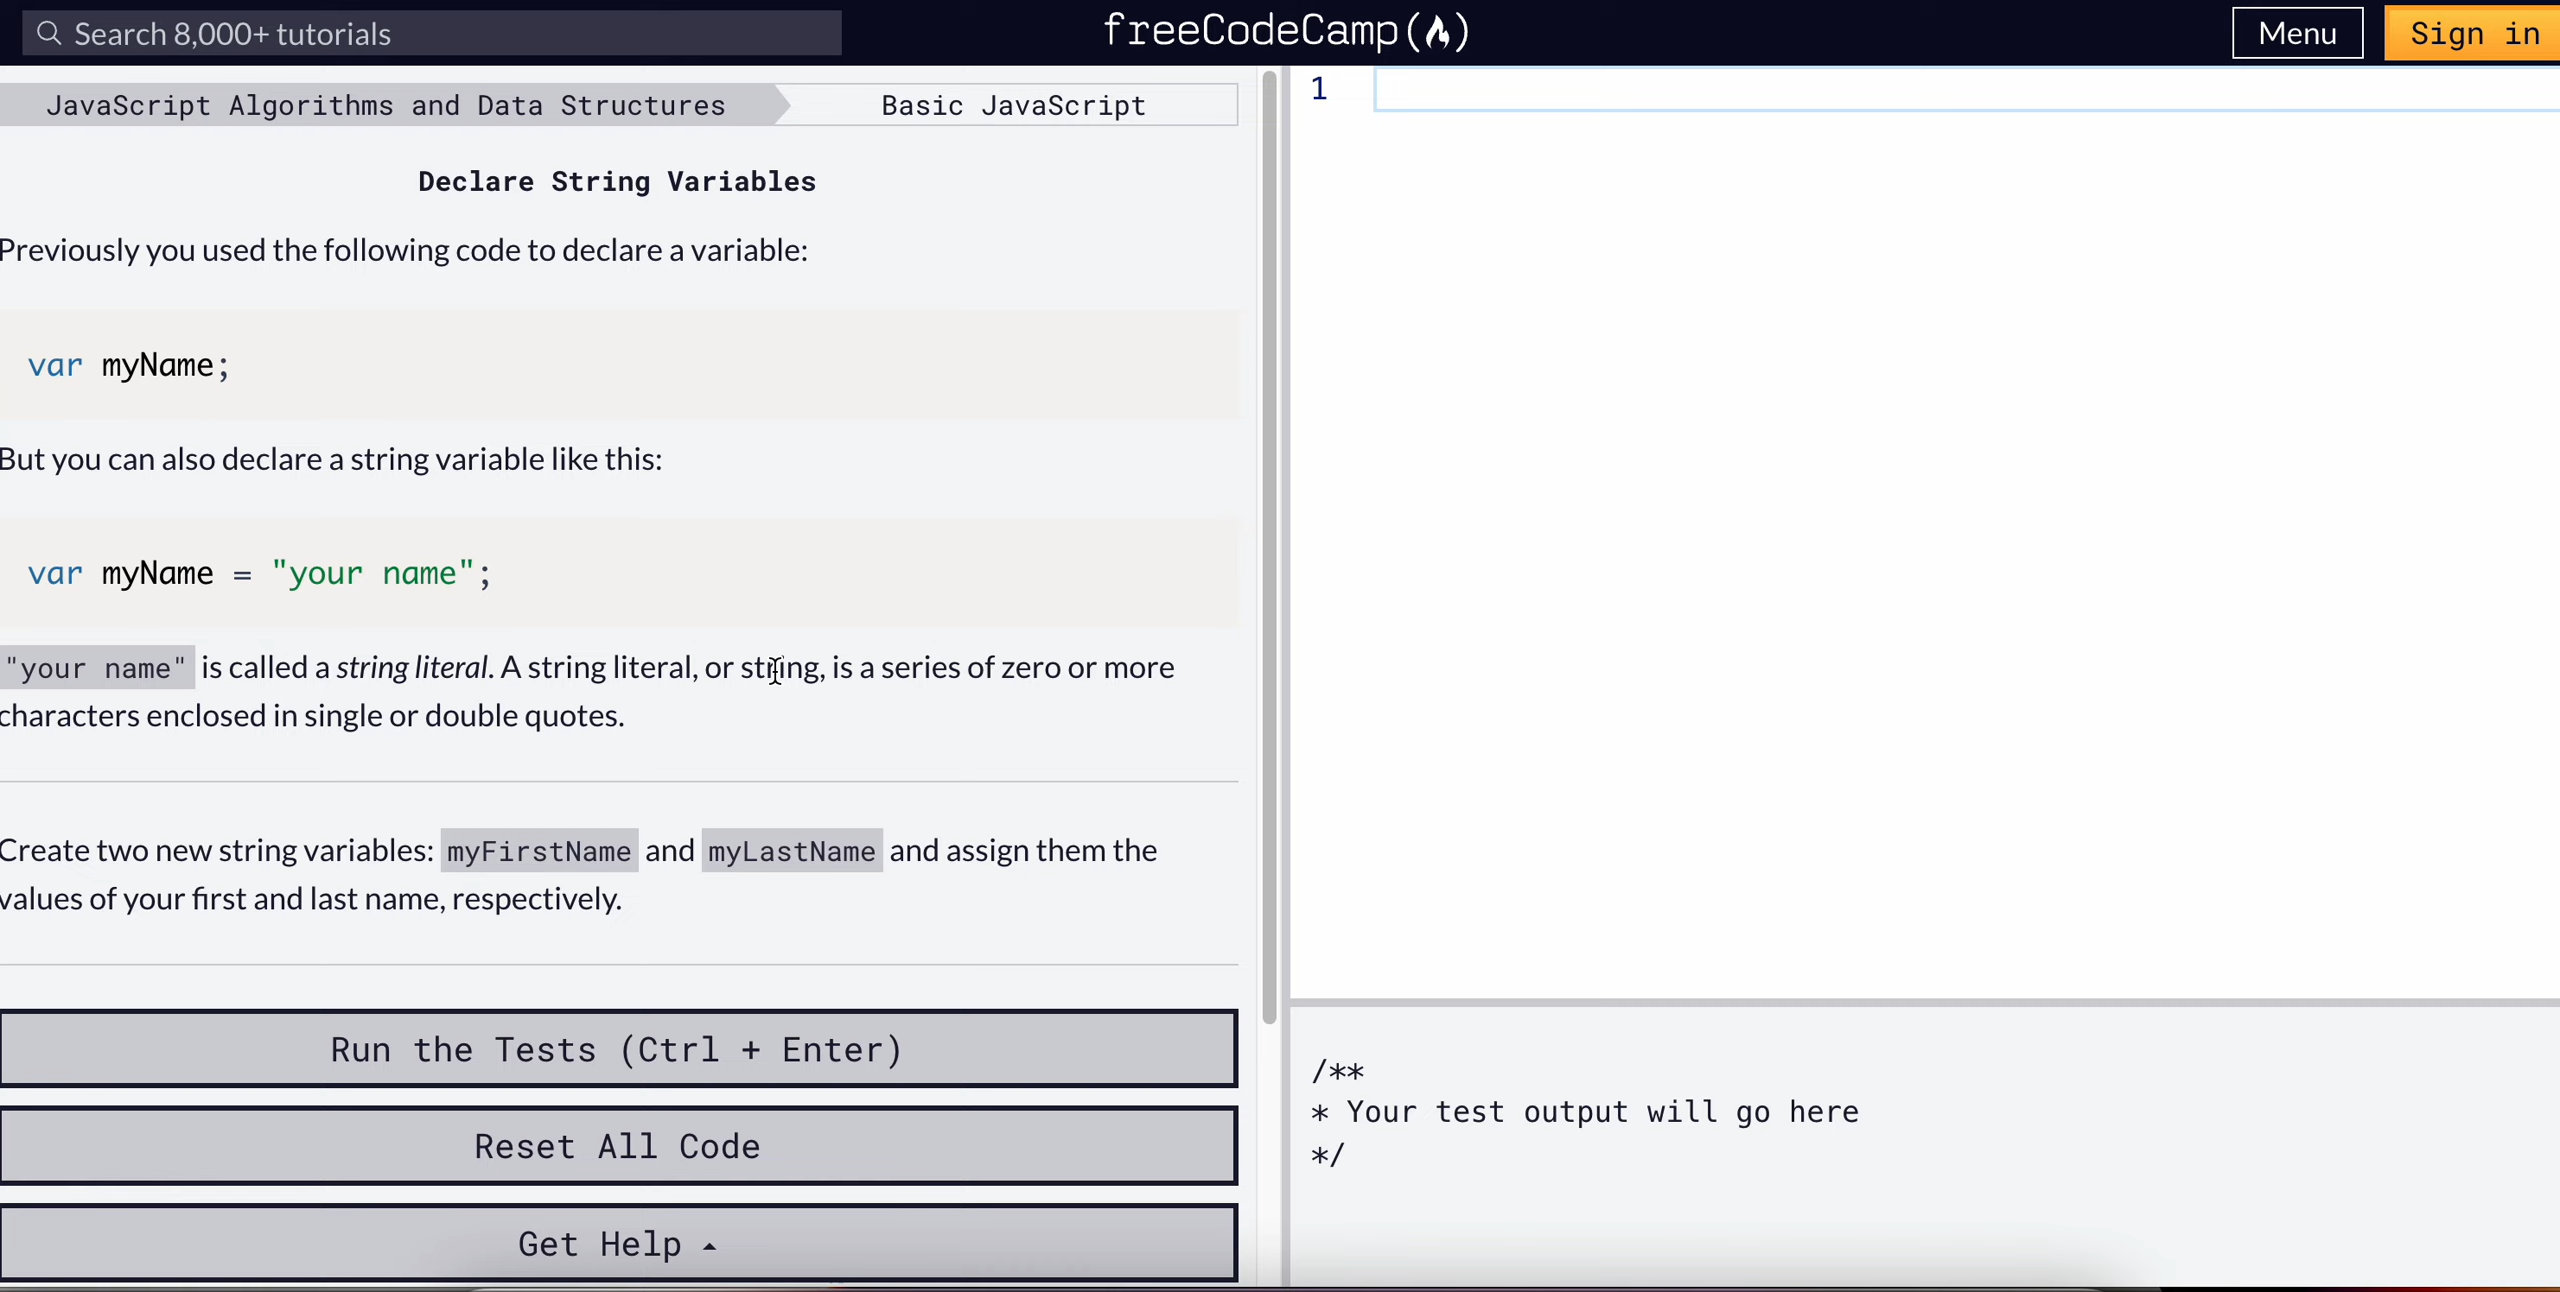 Search 8,000+ tutorials
freeCodeCamp
Menu
Sign in
JavaScript Algorithms and Data Structures
Basic JavaScript
Declare String Variables
Previously you used the following code to declare a variable:
var myName;
But you can also declare a string variable like this:
var myName = "your name";
"your name" is called a string literal. A string literal, or string, is a series of zero or more
characters enclosed in single or double quotes.
Create two new string variables: myFirstName and myLastName and assign them the
values of your first and last name, respectively.
Run the Tests (Ctrl + Enter)
Reset All Code
Get Help
1
/**
* Your test output will go here
*/